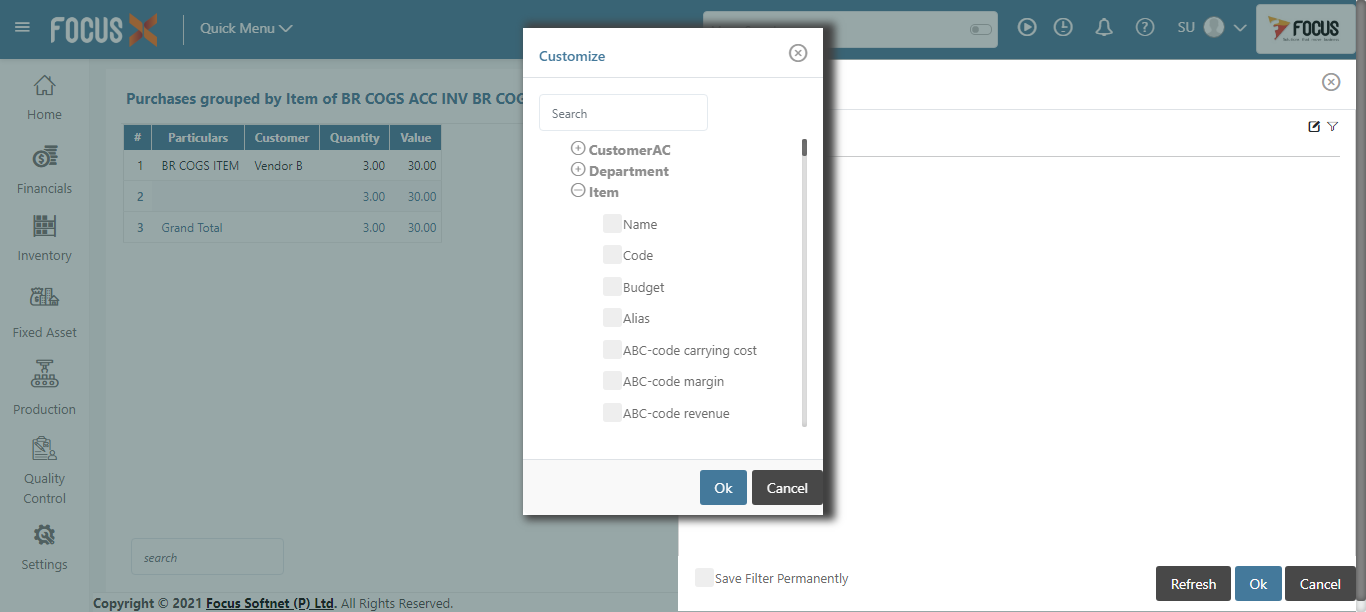 FOCUS X
Quick Menu
SU
FOCUS
Home
Financials
Inventory
Fixed Asset
Production
Quality
Control
Settings
Purchases grouped by Item of BR COGS ACC INV BR COG
# Particulars Customer Quantity Value
1 BR COGS ITEM Vendor B 3.00 30.00
2 3.00 30.00
3 Grand Total 3.00 30.00
search
Copyright © 2021 Focus Softnet (P) Ltd. All Rights Reserved.
Customize
Search
CustomerAC
Department
Item
Name
Code
Budget
Alias
ABC-code carrying cost
ABC-code margin
ABC-code revenue
Ok Cancel
Save Filter Permanently
Refresh Ok Cancel